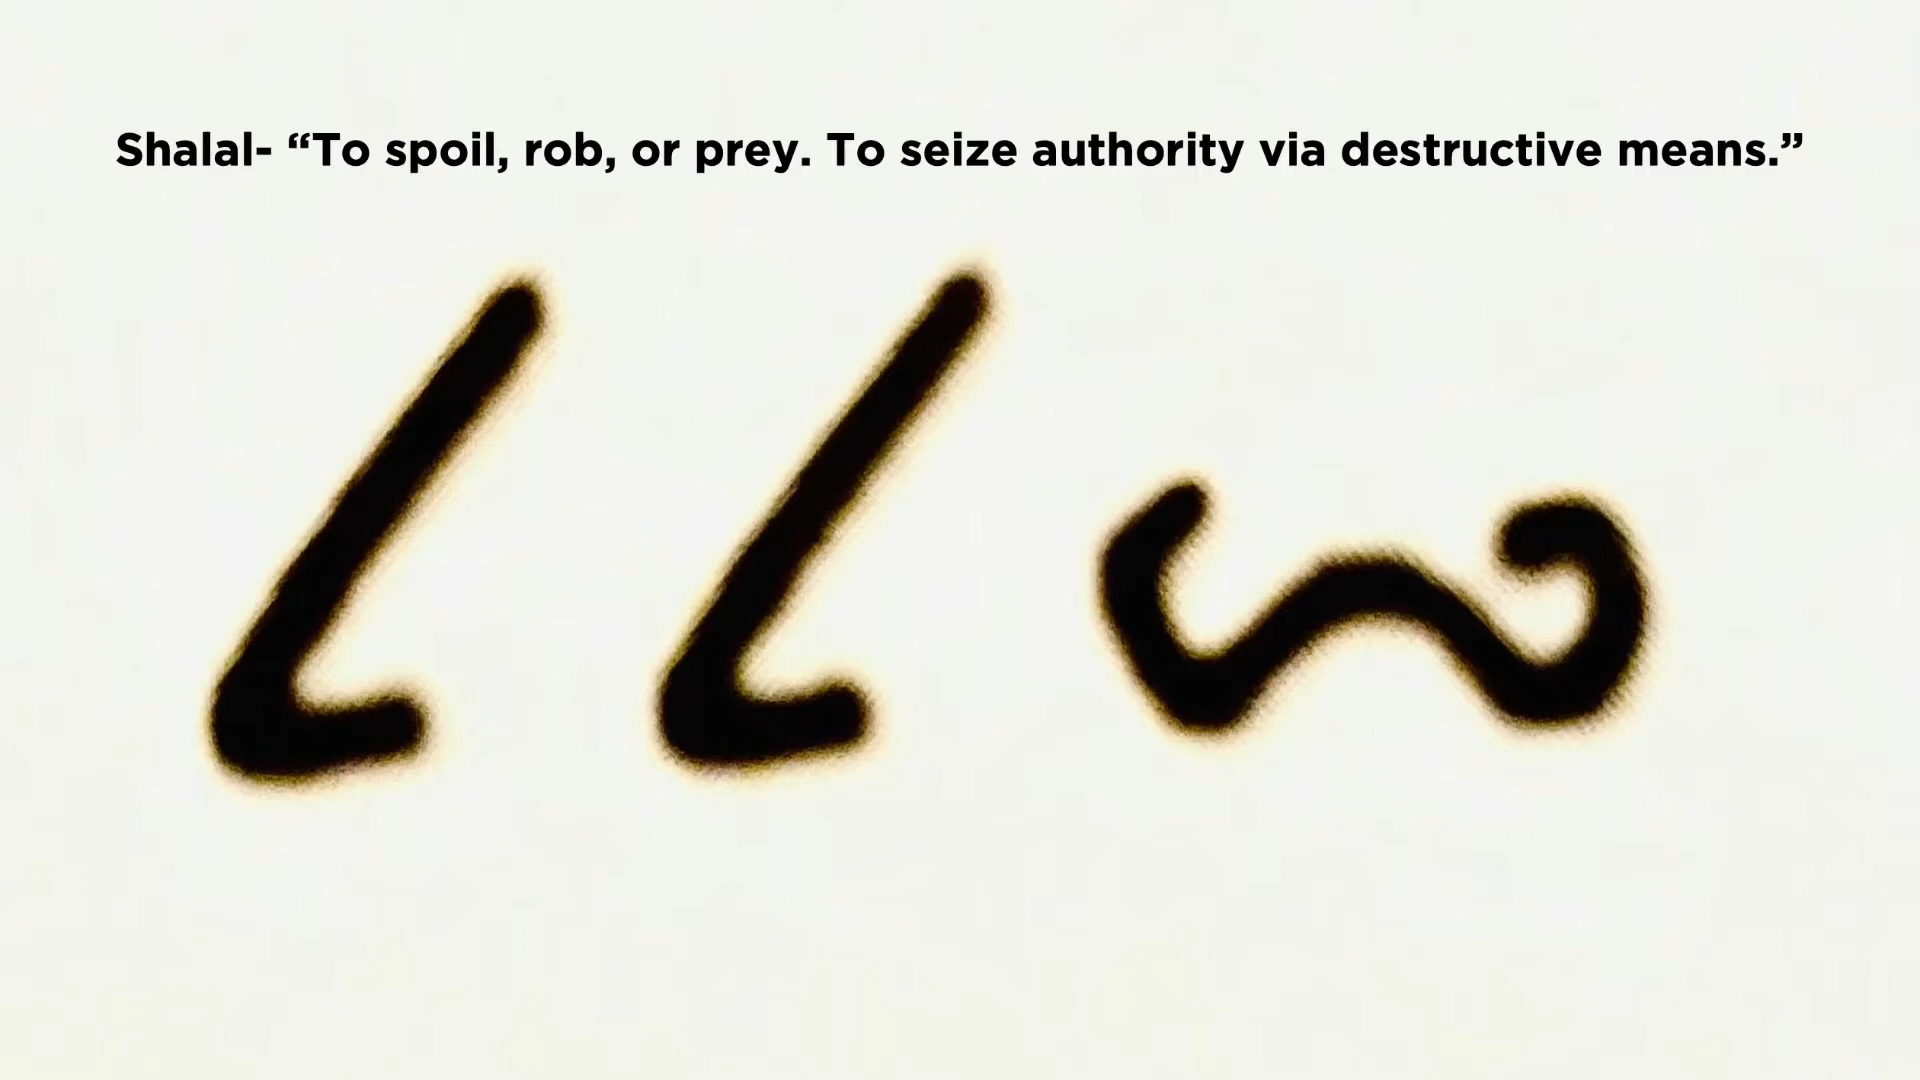 Shalal- “To spoil, rob, or prey. To seize authority via destructive means.”
𐤔𐤋𐤋